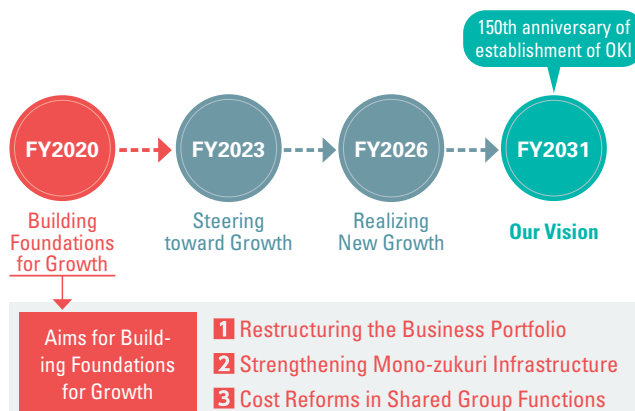 150th anniversary of
establishment of OKI
FY2020
FY2023
FY2026
FY2031
Building
Foundations
for Growth
Steering
toward Growth
Realizing
New Growth
Our Vision
Aims for Build-
ing Foundations
for Growth
1 Restructuring the Business Portfolio
2 Strengthening Mono-zukuri Infrastructure
3 Cost Reforms in Shared Group Functions